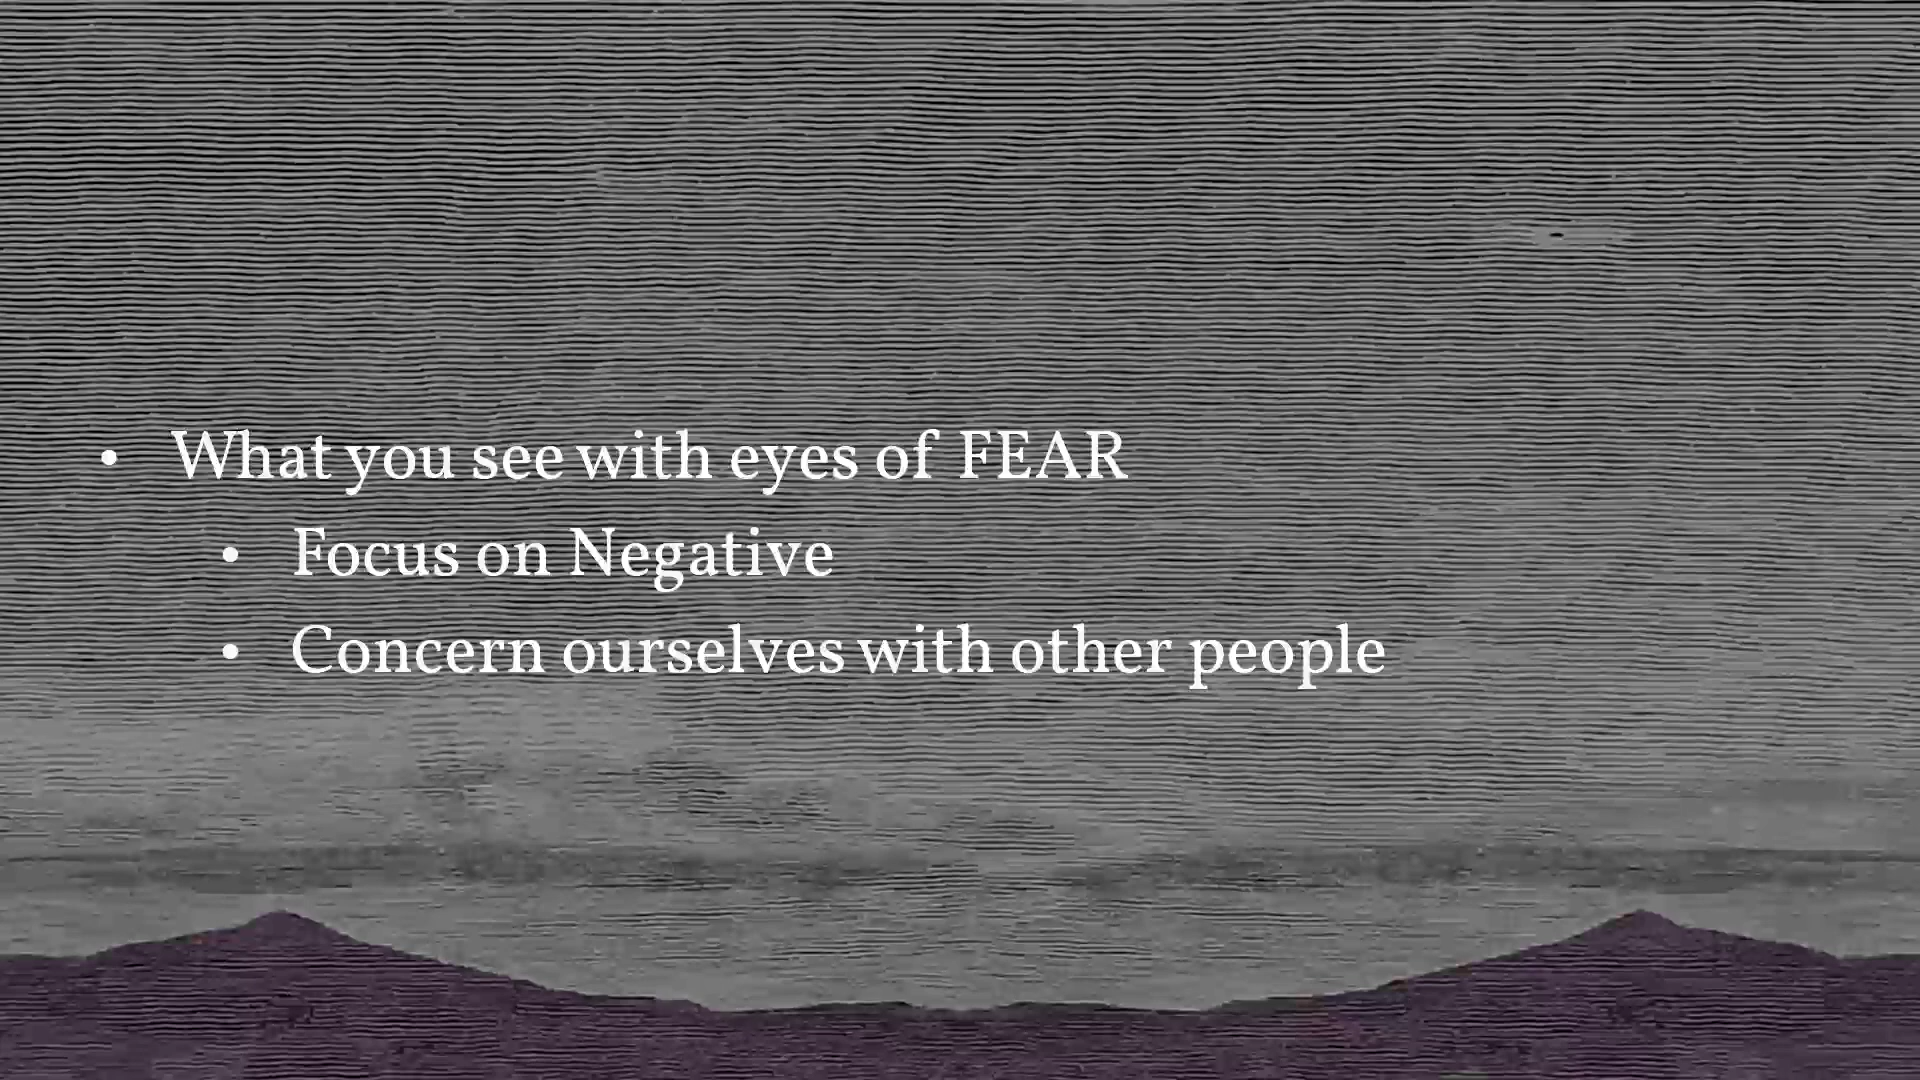 • What you see with eyes of FEAR
• Focus on Negative
• Concern ourselves with other people